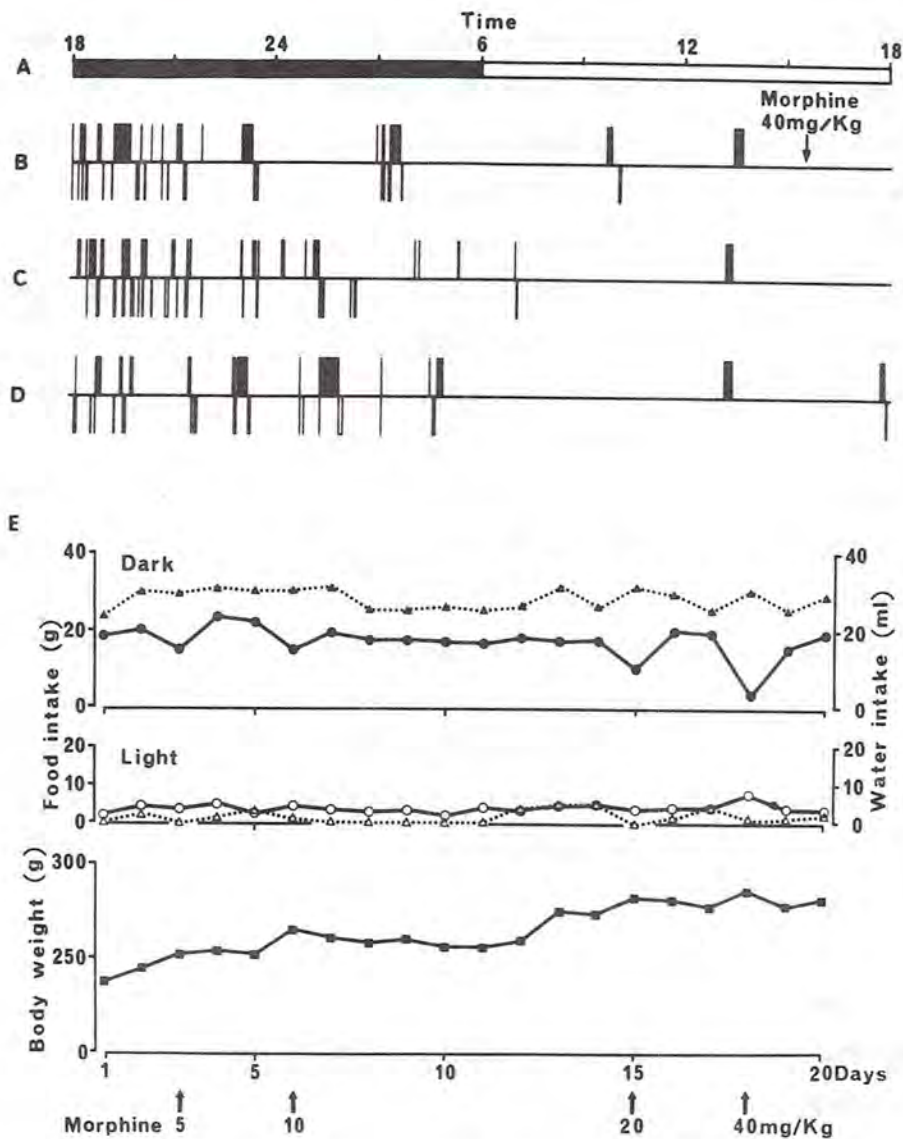 Time
18 24 6 12 18
A
Morphine
40mg/Kg
B
C
D
E
40 Dark 40
20 20
0 0
Food intake (g)
Water intake (ml)
20 Light 20
10 10
0 0
300
250
0
Body weight (g)
1 5 10 15 20Days
Morphine 5 10 20 40mg/Kg